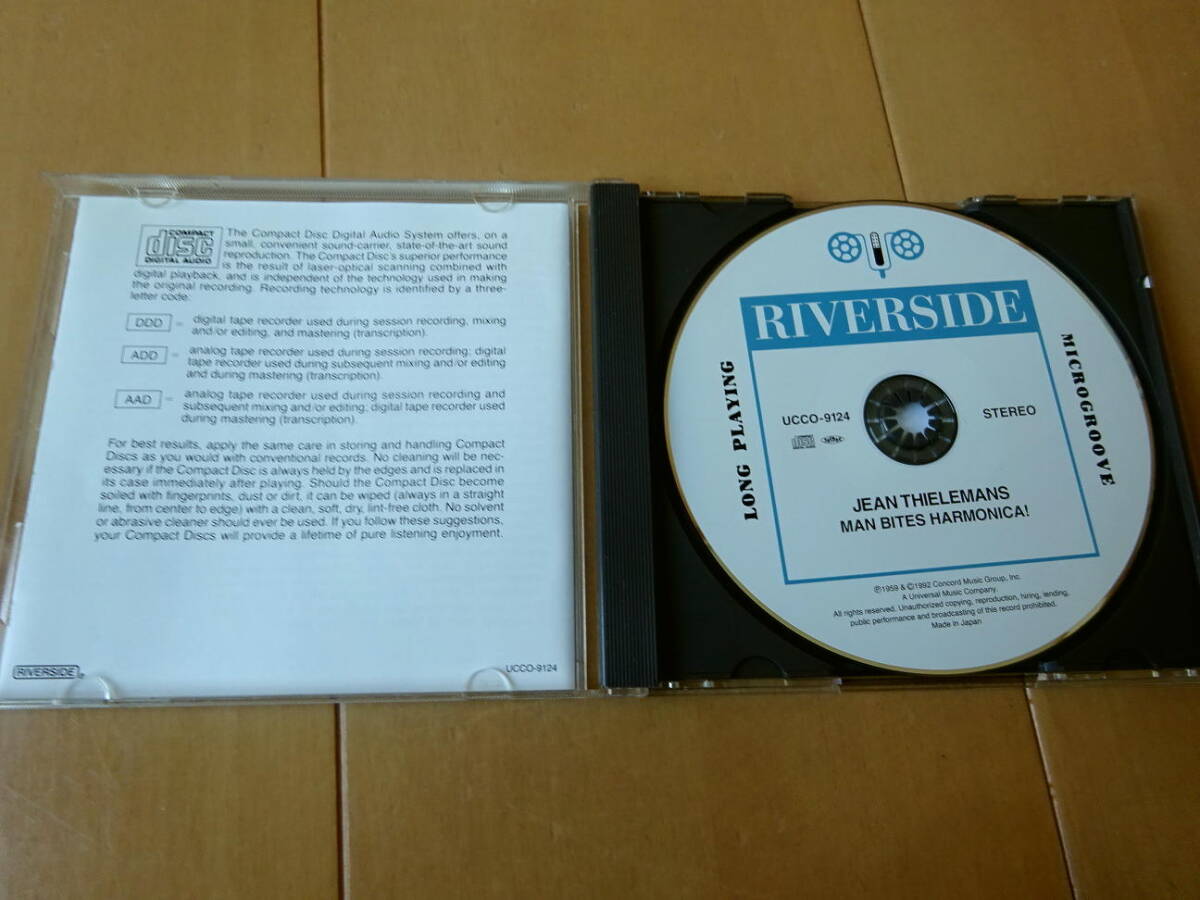 COMPACT
disc
DIGITAL AUDIO
The Compact Disc Digital Audio System offers, on a
small, convenient sound-carrier, state-of-the-art sound
reproduction. The Compact Disc's superior performance
is the result of laser-optical scanning combined with
digital playback, and is independent of the technology used in making
the original recording. Recording technology is identified by a three-
letter code:
DDD = digital tape recorder used during session recording, mixing
and/or editing, and mastering (transcription).
ADD = analog tape recorder used during session recording; digital
tape recorder used during subsequent mixing and/or editing
and during mastering (transcription).
AAD = analog tape recorder used during session recording and
subsequent mixing and/or editing; digital tape recorder used
during mastering (transcription).
For best results, apply the same care in storing and handling Compact
Discs as you would with conventional records. No cleaning will be nec-
essary if the Compact Disc is always held by the edges and is replaced in
its case immediately after playing. Should the Compact Disc become
soiled with fingerprints, dust or dirt, it can be wiped (always in a straight
line, from center to edge) with a clean, soft, dry, lint-free cloth. No solvent
or abrasive cleaner should ever be used. If you follow these suggestions,
your Compact Discs will provide a lifetime of pure listening enjoyment.
RIVERSIDE
UCCO-9124
RIVERSIDE
LONG PLAYING
MICROGROOVE
UCCO-9124
STEREO
JEAN THIELEMANS
MAN BITES HARMONICA!
℗1959 & ©1992 Concord Music Group, Inc.
A Universal Music Company.
All rights reserved. Unauthorized copying, reproduction, hiring, lending,
public performance and broadcasting of this record prohibited.
Made in Japan